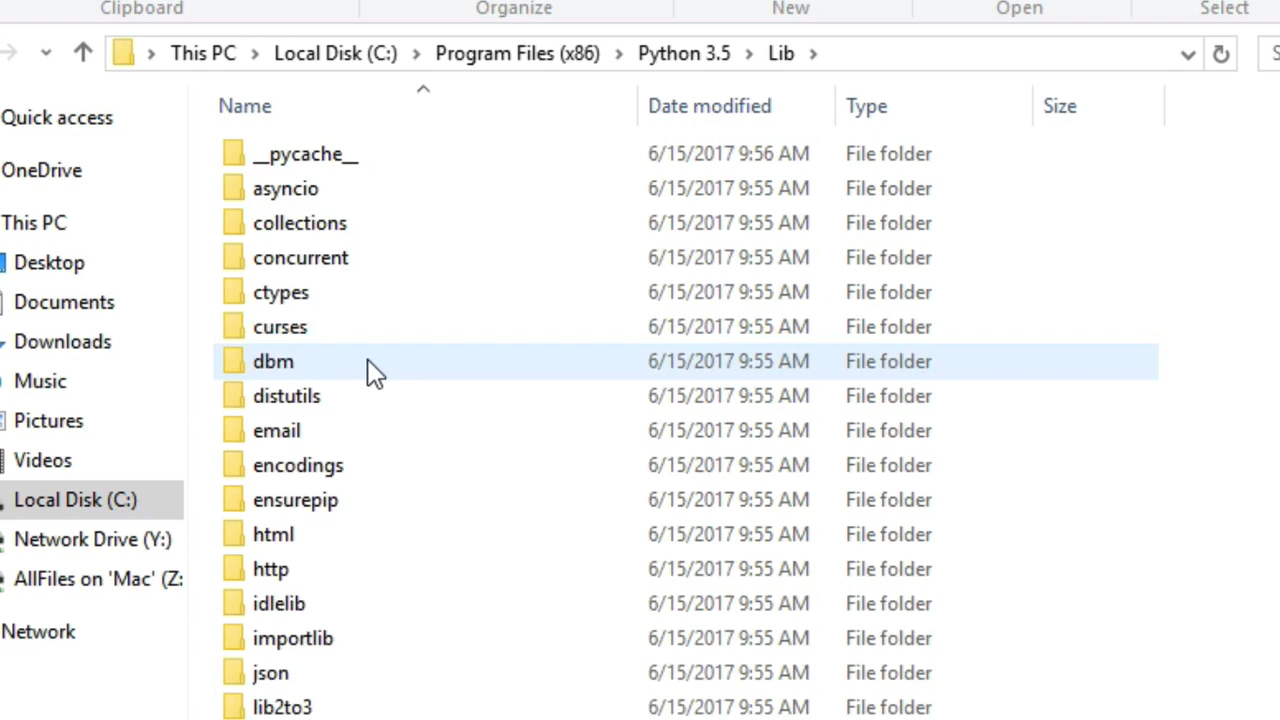 Clipboard Organize New Open Select
This PC Local Disk (C:) Program Files (x86) Python 3.5 Lib
Name Date modified Type Size
Quick access
OneDrive
This PC
Desktop
Documents
Downloads
Music
Pictures
Videos
Local Disk (C:)
Network Drive (Y:)
AllFiles on 'Mac' (Z:
Network
__pycache__ 6/15/2017 9:56 AM File folder
asyncio 6/15/2017 9:55 AM File folder
collections 6/15/2017 9:55 AM File folder
concurrent 6/15/2017 9:55 AM File folder
ctypes 6/15/2017 9:55 AM File folder
curses 6/15/2017 9:55 AM File folder
dbm 6/15/2017 9:55 AM File folder
distutils 6/15/2017 9:55 AM File folder
email 6/15/2017 9:55 AM File folder
encodings 6/15/2017 9:55 AM File folder
ensurepip 6/15/2017 9:55 AM File folder
html 6/15/2017 9:55 AM File folder
http 6/15/2017 9:55 AM File folder
idlelib 6/15/2017 9:55 AM File folder
importlib 6/15/2017 9:55 AM File folder
json 6/15/2017 9:55 AM File folder
lib2to3 6/15/2017 9:55 AM File folder